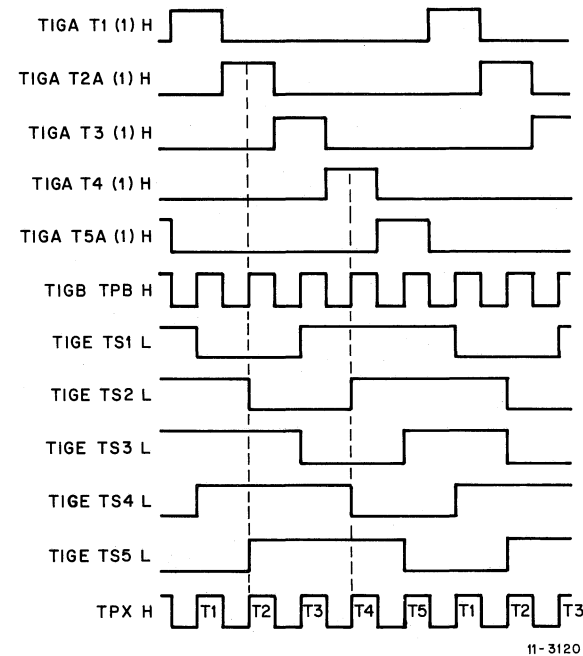 TIGA T1 (1) H
TIGA T2A (1) H
TIGA T3 (1) H
TIGA T4 (1) H
TIGA T5A (1) H
TIGB TPB H
TIGE TS1 L
TIGE TS2 L
TIGE TS3 L
TIGE TS4 L
TIGE TS5 L
TPX H T1 T2 T3 T4 T5 T1 T2 T3
11-3120